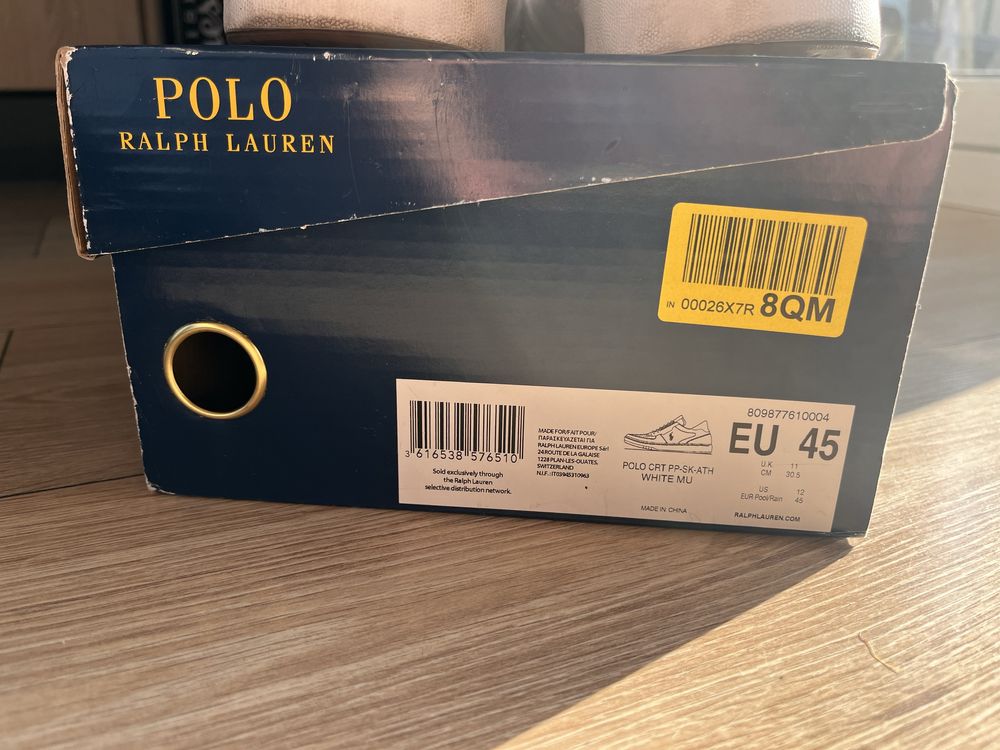 POLO
RALPH LAUREN
IN 00026X7R 8QM
3 616538 576510
Sold exclusively through
the Ralph Lauren
selective distribution network.
MADE FOR/FAIT POUR/
ΠΑΡΑΣΚΕΥΑΖΕΤΑΙ ΓΙΑ
RALPH LAUREN EUROPE Sàrl
24 ROUTE DE LA GALAISE
1228 PLAN-LES-OUATES,
SWITZERLAND
N.I.F.: IT03945310963
POLO CRT PP-SK-ATH
WHITE MU
MADE IN CHINA
809877610004
EU 45
U.K. 11
CM 30.5
US 12
EUR Pool/Rain 45
RALPHLAUREN.COM